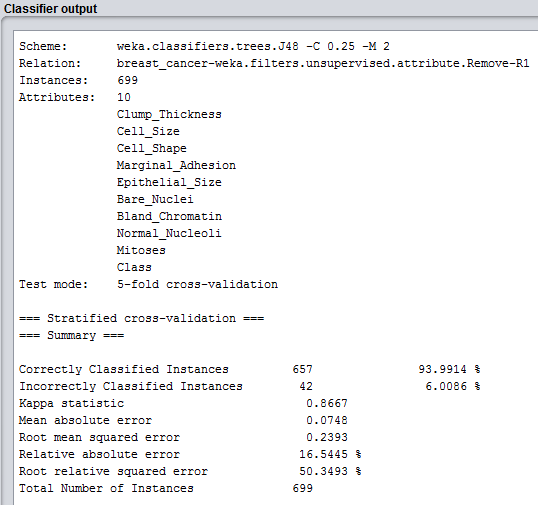 Classifier output
Scheme: weka.classifiers.trees.J48 -C 0.25 -M 2
Relation: breast_cancer-weka.filters.unsupervised.attribute.Remove-R1
Instances: 699
Attributes: 10
Clump_Thickness
Cell_Size
Cell_Shape
Marginal_Adhesion
Epithelial_Size
Bare_Nuclei
Bland_Chromatin
Normal_Nucleoli
Mitoses
Class
Test mode: 5-fold cross-validation
=== Stratified cross-validation ===
=== Summary ===
Correctly Classified Instances 657 93.9914 %
Incorrectly Classified Instances 42 6.0086 %
Kappa statistic 0.8667
Mean absolute error 0.0748
Root mean squared error 0.2393
Relative absolute error 16.5445 %
Root relative squared error 50.3493 %
Total Number of Instances 699